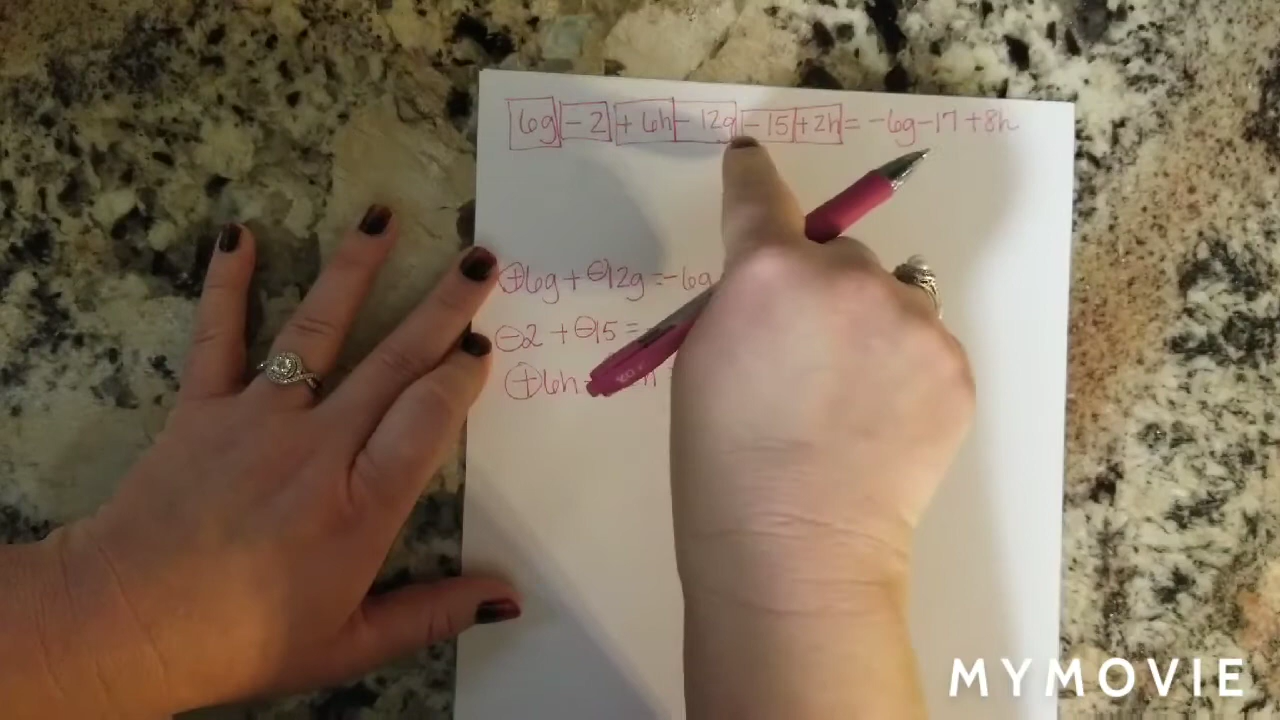 6g - 2 + 6h - 12g - 15 + 2h = -6g - 17 + 8h
+6g + -12g = -6g
-2 + -15 =
+6h
MYMOVIE